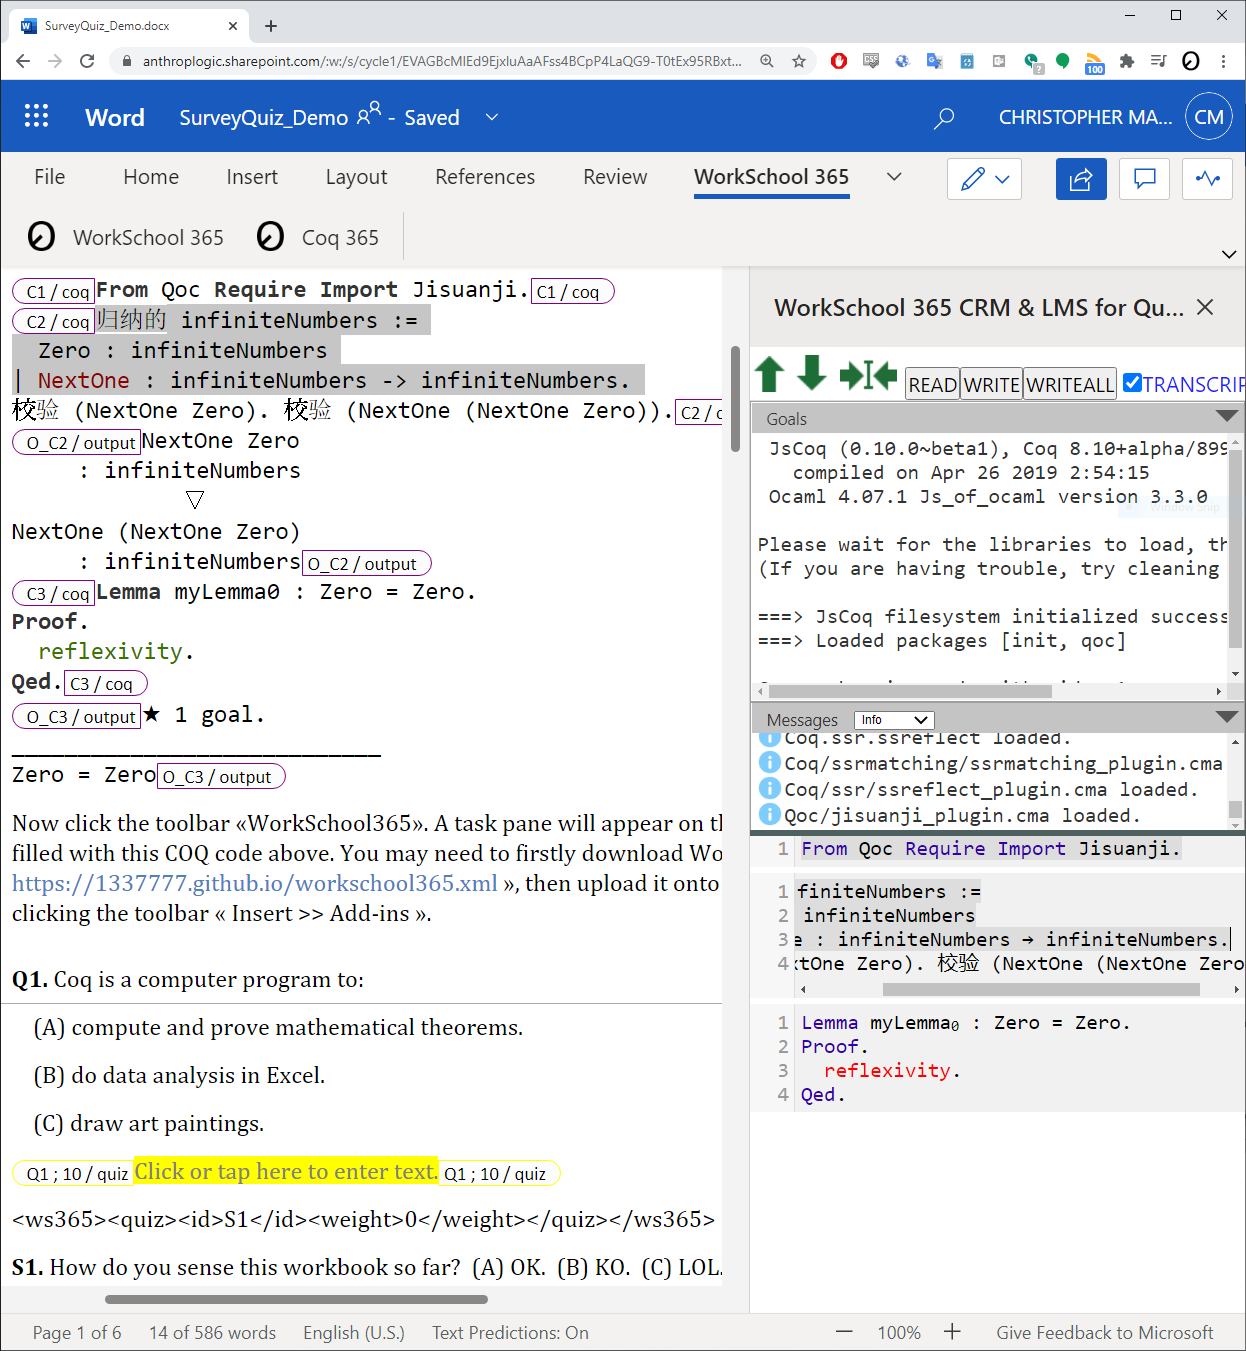 SurveyQuiz_Demo.docx
anthroplogic.sharepoint.com/:w:/s/cycle1/EVAGBcMIEd9EjxIuAaAFss4BCpP4LaQG9-T0tEx95RBxt...
100
Word SurveyQuiz_Demo - Saved CHRISTOPHER MA... CM
File Home Insert Layout References Review WorkSchool 365
WorkSchool 365 Coq 365
C1 / coq From Qoc Require Import Jisuanji. C1 / coq
C2 / coq 归纳的 infiniteNumbers :=
Zero : infiniteNumbers
| NextOne : infiniteNumbers -> infiniteNumbers.
校验 (NextOne Zero). 校验 (NextOne (NextOne Zero)). C2 / c
O_C2 / output NextOne Zero
: infiniteNumbers
▽
NextOne (NextOne Zero)
: infiniteNumbers O_C2 / output
C3 / coq Lemma myLemma0 : Zero = Zero.
Proof.
reflexivity.
Qed. C3 / coq
O_C3 / output ★ 1 goal.
____________________________
Zero = Zero O_C3 / output
Now click the toolbar «WorkSchool365». A task pane will appear on th
filled with this COQ code above. You may need to firstly download Wo
https://1337777.github.io/workschool365.xml », then upload it onto
clicking the toolbar « Insert >> Add-ins ».
Q1. Coq is a computer program to:
(A) compute and prove mathematical theorems.
(B) do data analysis in Excel.
(C) draw art paintings.
Q1 ; 10 / quiz Click or tap here to enter text. Q1 ; 10 / quiz
<ws365><quiz><id>S1</id><weight>0</weight></quiz></ws365>
S1. How do you sense this workbook so far? (A) OK. (B) KO. (C) LOL.
WorkSchool 365 CRM & LMS for Qu...
READ WRITE WRITEALL TRANSCRIP
Goals
JsCoq (0.10.0~beta1), Coq 8.10+alpha/899
compiled on Apr 26 2019 2:54:15
Ocaml 4.07.1 Js_of_ocaml version 3.3.0
Window Snip
Please wait for the libraries to load, th
(If you are having trouble, try cleaning
===> JsCoq filesystem initialized success
===> Loaded packages [init, qoc]
Messages Info
Coq.ssr.ssreflect loaded.
Coq/ssrmatching/ssrmatching_plugin.cma
Coq/ssr/ssreflect_plugin.cma loaded.
Qoc/jisuanji_plugin.cma loaded.
1 From Qoc Require Import Jisuanji.
1 finiteNumbers :=
2 infiniteNumbers
3 e : infiniteNumbers → infiniteNumbers.
4 xtOne Zero). 校验 (NextOne (NextOne Zero
1 Lemma myLemma₀ : Zero = Zero.
2 Proof.
3 reflexivity.
4 Qed.
Page 1 of 6 14 of 586 words English (U.S.) Text Predictions: On 100% Give Feedback to Microsoft